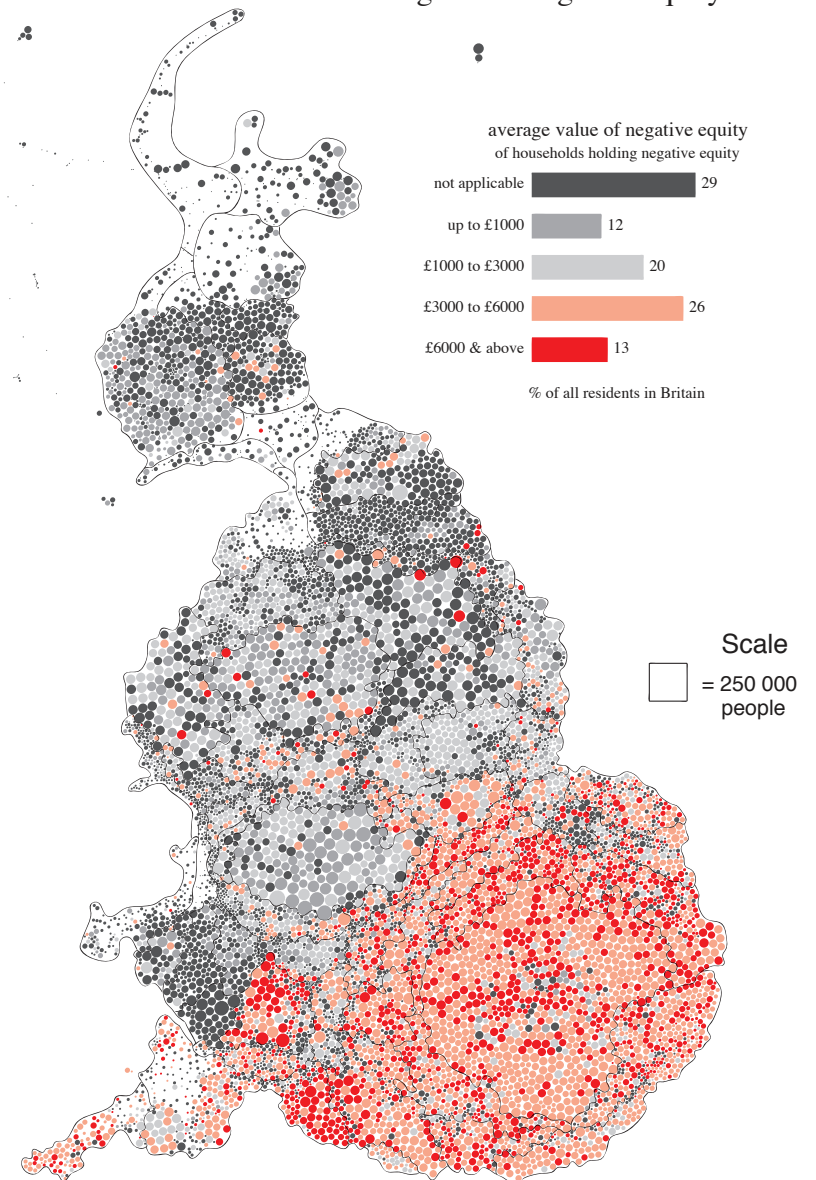 average value of negative equity
of households holding negative equity
not applicable 29
up to £1000 12
£1000 to £3000 20
£3000 to £6000 26
£6000 & above 13
% of all residents in Britain
Scale
= 250 000
people